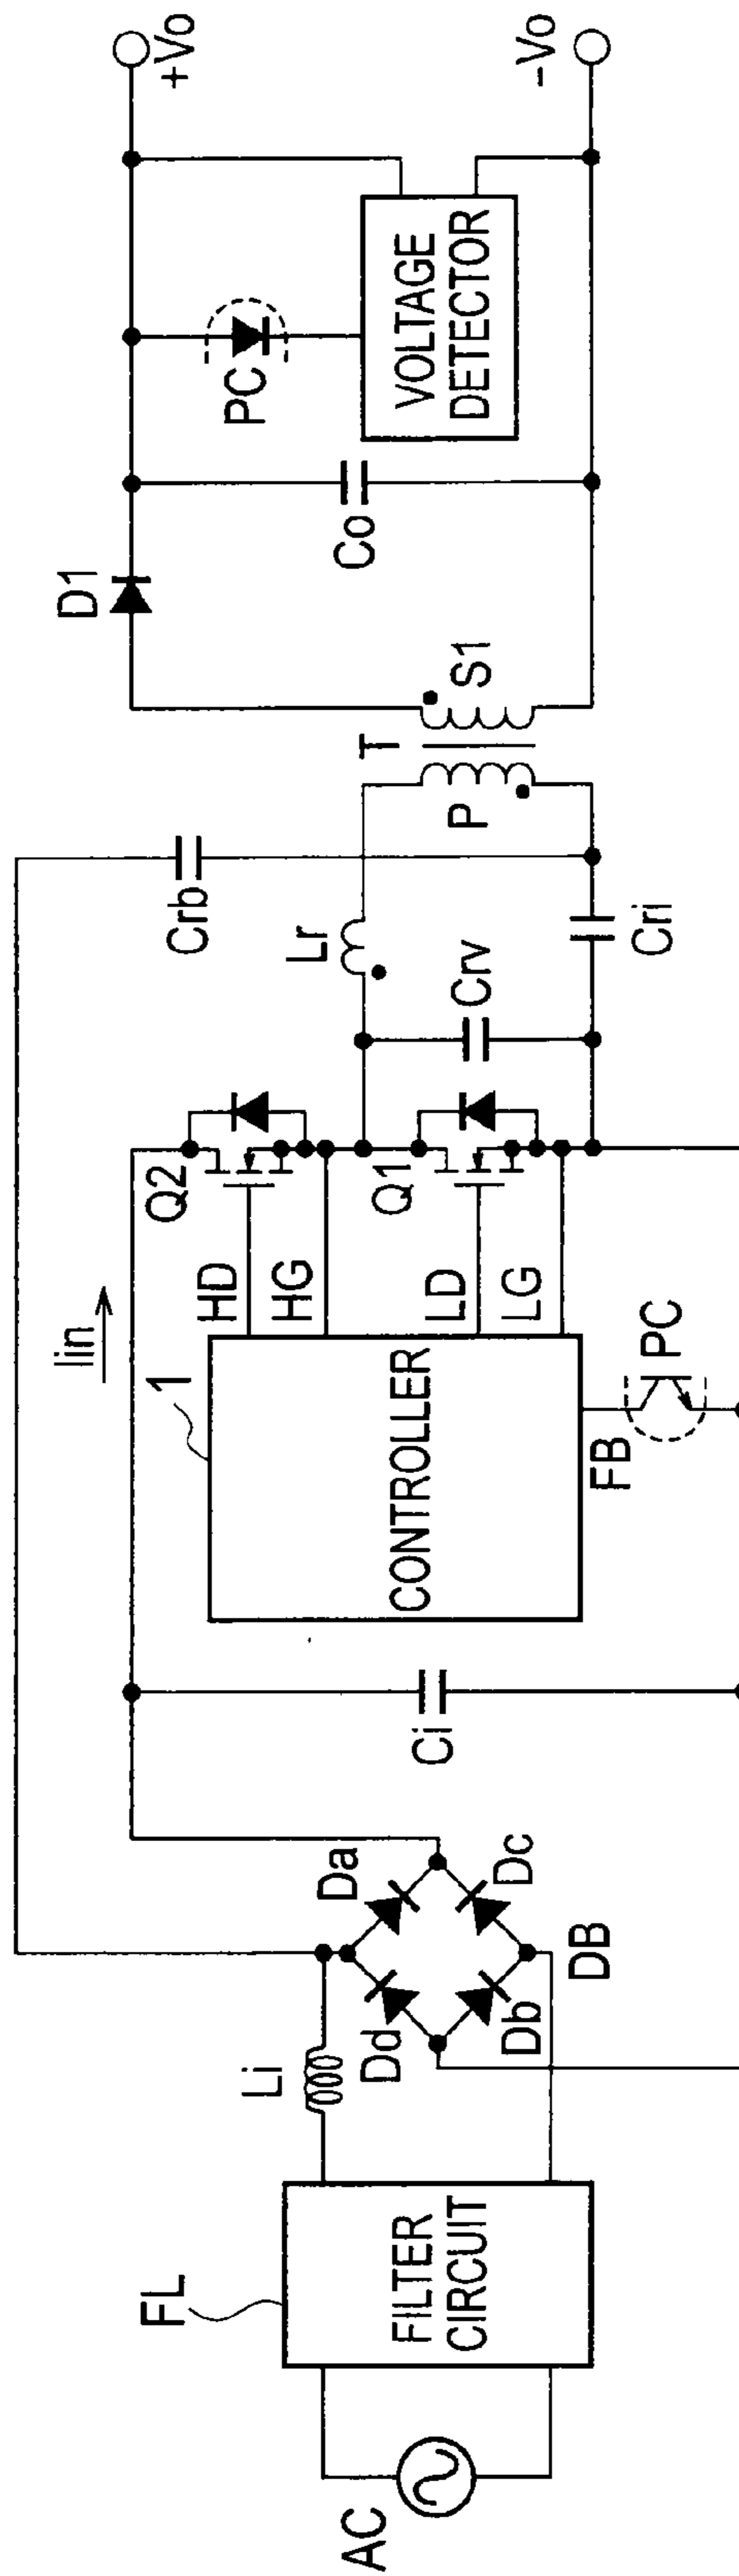 AC
FL
FILTER
CIRCUIT
Li
Dd
Da
Db
Dc
DB
Ci
Iin
1
CONTROLLER
HD
HG
LD
LG
FB
PC
Q2
Q1
Crv
Lr
Crb
Cri
P
T
S1
D1
Co
PC
VOLTAGE
DETECTOR
+Vo
-Vo